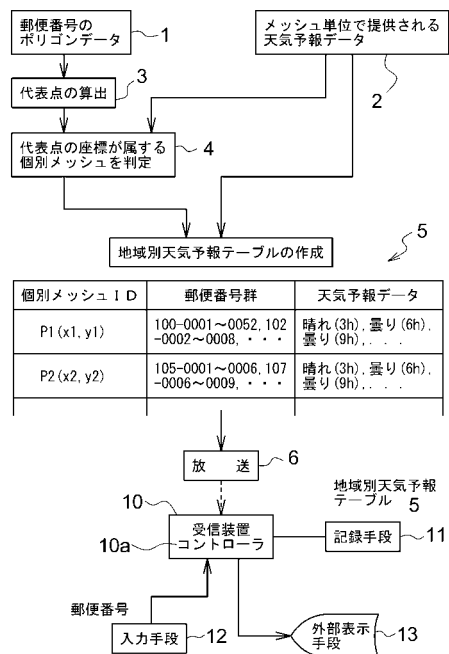 郵便番号の
ポリゴンデータ
1
メッシュ単位で提供される
天気予報データ
2
代表点の算出
3
代表点の座標が属する
個別メッシュを判定
4
地域別天気予報テーブルの作成
5
個別メッシュID 郵便番号群 天気予報データ
P1(x1,y1) 100-0001～0052,102 晴れ(3h),曇り(6h),
-0002～0008,・・・ 曇り(9h),...
P2(x2,y2) 105-0001～0006,107 晴れ(3h),曇り(6h),
-0006～0009,・・・ 曇り(9h),...
放 送
6
地域別天気予報
テーブル 5
10
10a
受信装置
コントローラ
記録手段
11
郵便番号
入力手段
12
外部表示
手段
13